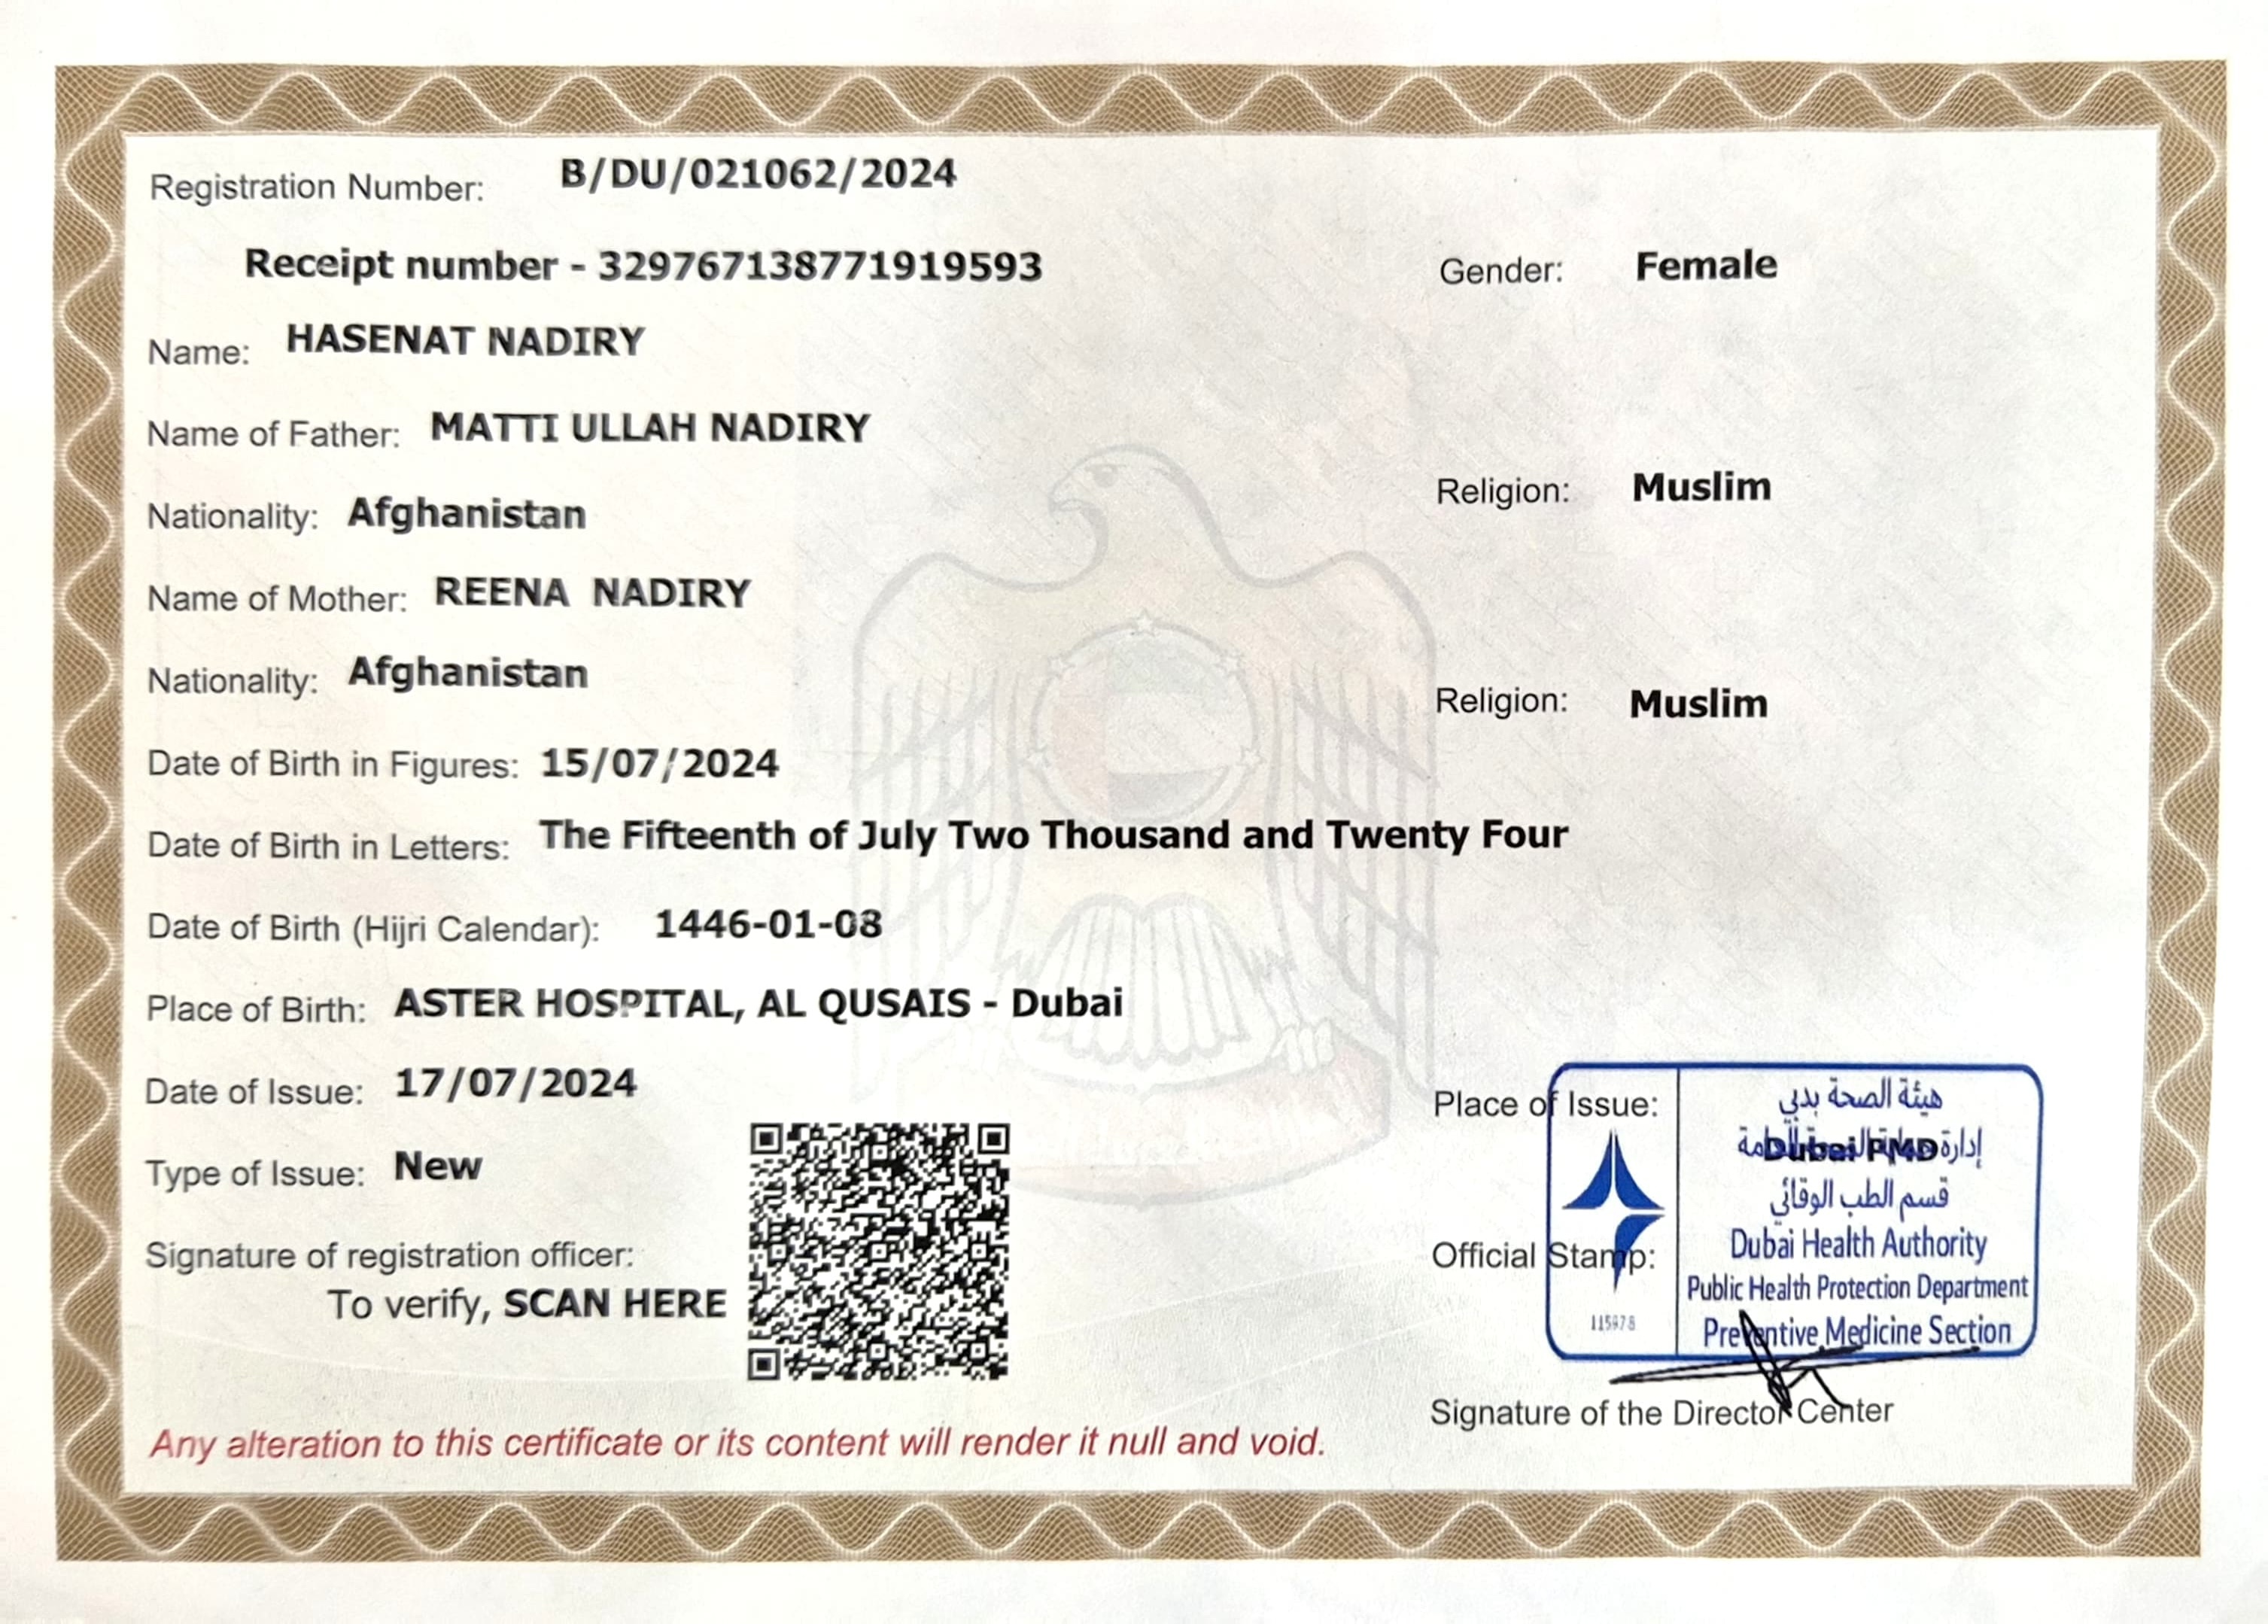 Registration Number: B/DU/021062/2024
Receipt number - 329767138771919593
Gender: Female
Name: HASENAT NADIRY
Name of Father: MATTI ULLAH NADIRY
Nationality: Afghanistan
Religion: Muslim
Name of Mother: REENA NADIRY
Nationality: Afghanistan
Religion: Muslim
Date of Birth in Figures: 15/07/2024
Date of Birth in Letters: The Fifteenth of July Two Thousand and Twenty Four
Date of Birth (Hijri Calendar): 1446-01-08
Place of Birth: ASTER HOSPITAL, AL QUSAIS - Dubai
Date of Issue: 17/07/2024
Place of Issue: Dubai PMD
Type of Issue: New
Signature of registration officer:
To verify, SCAN HERE
Official Stamp:
هيئة الصحة بدبي
إدارة حماية الصحة العامة
قسم الطب الوقائي
Dubai Health Authority
Public Health Protection Department
Preventive Medicine Section
115978
Signature of the Director Center
Any alteration to this certificate or its content will render it null and void.